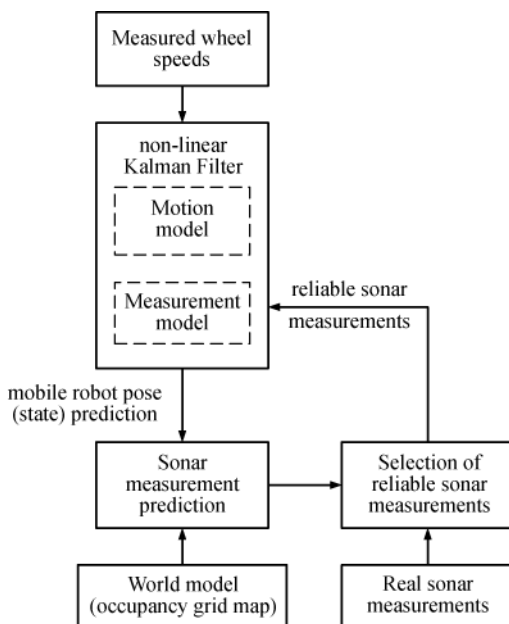 Measured wheel
speeds
non-linear
Kalman Filter
Motion
model
Measurement
model
reliable sonar
measurements
mobile robot pose
(state) prediction
Sonar
measurement
prediction
Selection of
reliable sonar
measurements
World model
(occupancy grid map)
Real sonar
measurements